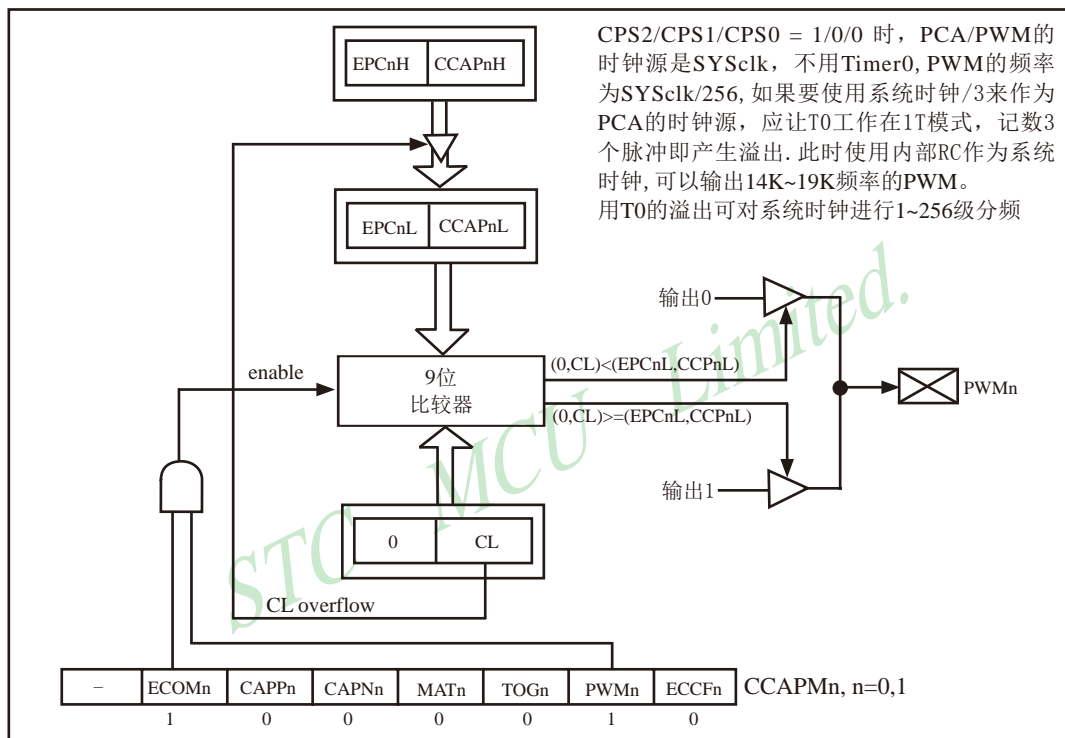 CPS2/CPS1/CPS0 = 1/0/0 时，PCA/PWM的
时钟源是SYSclk，不用Timer0, PWM的频率
为SYSclk/256, 如果要使用系统时钟/3来作为
PCA的时钟源，应让T0工作在1T模式，记数3
个脉冲即产生溢出. 此时使用内部RC作为系统
时钟, 可以输出14K~19K频率的PWM。
用T0的溢出可对系统时钟进行1~256级分频
EPCnH CCAPnH
EPCnL CCAPnL
输出0
enable
9位
比较器
(0,CL)<(EPCnL,CCPnL)
(0,CL)>=(EPCnL,CCPnL)
PWMn
输出1
0 CL
CL overflow
STC MCU Limited.
– ECOMn CAPPn CAPNn MATn TOGn PWMn ECCFn CCAPMn, n=0,1
1 0 0 0 0 1 0